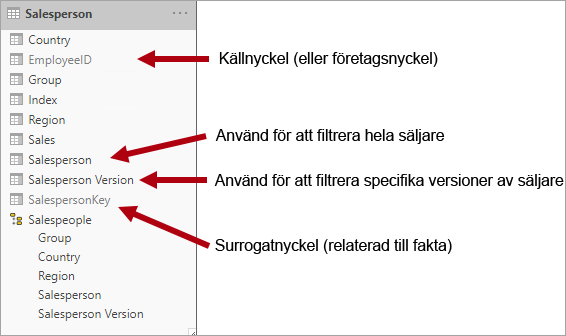 Salesperson
Country
EmployeeID
Group
Index
Region
Sales
Salesperson
Salesperson Version
SalespersonKey
Salespeople
Group
Country
Region
Salesperson
Salesperson Version
Källnyckel (eller företagsnyckel)
Använd för att filtrera hela säljare
Använd för att filtrera specifika versioner av säljare
Surrogatnyckel (relaterad till fakta)